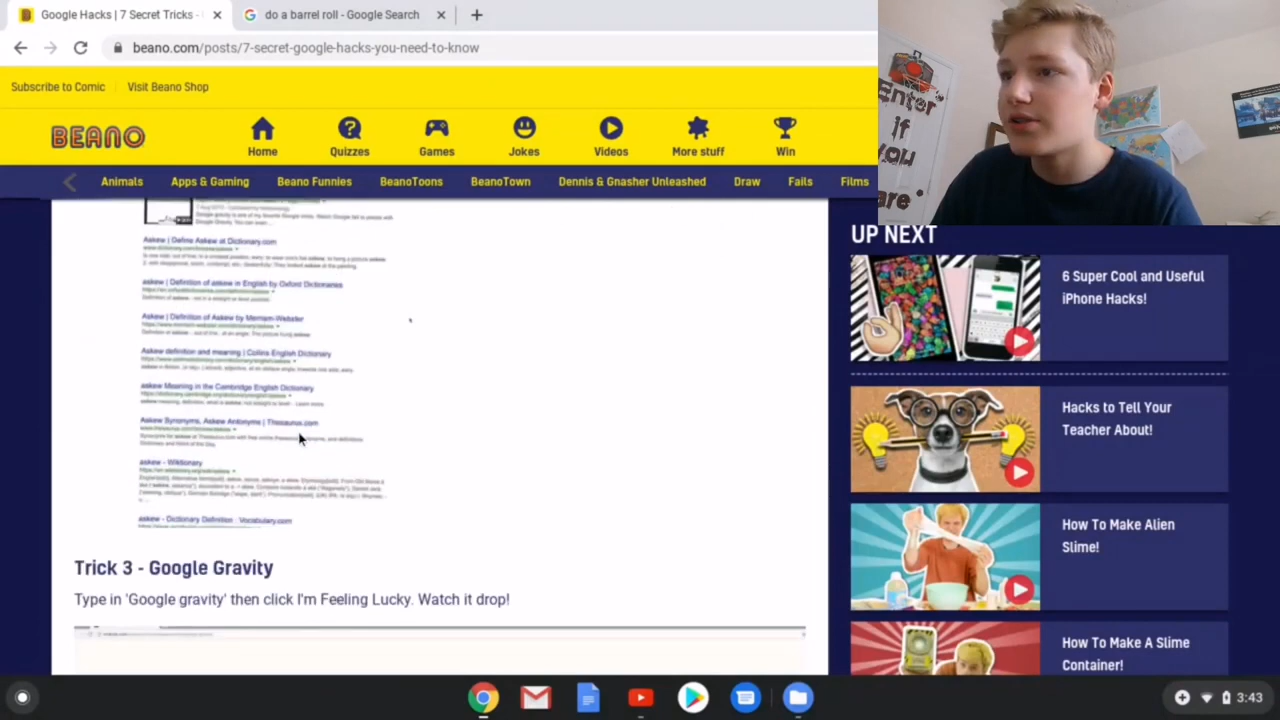 Google Hacks | 7 Secret Tricks -
do a barrel roll - Google Search
beano.com/posts/7-secret-google-hacks-you-need-to-know
Subscribe to Comic
Visit Beano Shop
BEANO
Home
Quizzes
Games
Jokes
Videos
More stuff
Win
Animals
Apps & Gaming
Beano Funnies
BeanoToons
BeanoTown
Dennis & Gnasher Unleashed
Draw
Fails
Films
Enter
if
you
are
Askew | Define Askew at Dictionary.com
askew | Definition of askew in English by Oxford Dictionaries
Askew | Definition of Askew by Merriam-Webster
Askew definition and meaning | Collins English Dictionary
askew Meaning in the Cambridge English Dictionary
Askew Synonyms, Askew Antonyms | Thesaurus.com
askew - Wiktionary
askew - Dictionary Definition : Vocabulary.com
Trick 3 - Google Gravity
Type in 'Google gravity' then click I'm Feeling Lucky. Watch it drop!
UP NEXT
6 Super Cool and Useful
iPhone Hacks!
Hacks to Tell Your
Teacher About!
How To Make Alien
Slime!
How To Make A Slime
Container!
3:43